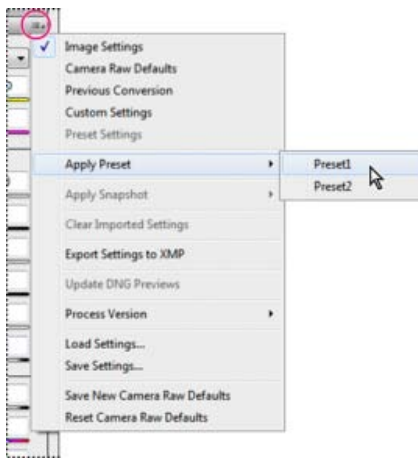 Image Settings
Camera Raw Defaults
Previous Conversion
Custom Settings
Preset Settings
Apply Preset
Preset1
Preset2
Apply Snapshot
Clear Imported Settings
Export Settings to XMP
Update DNG Previews
Process Version
Load Settings...
Save Settings...
Save New Camera Raw Defaults
Reset Camera Raw Defaults